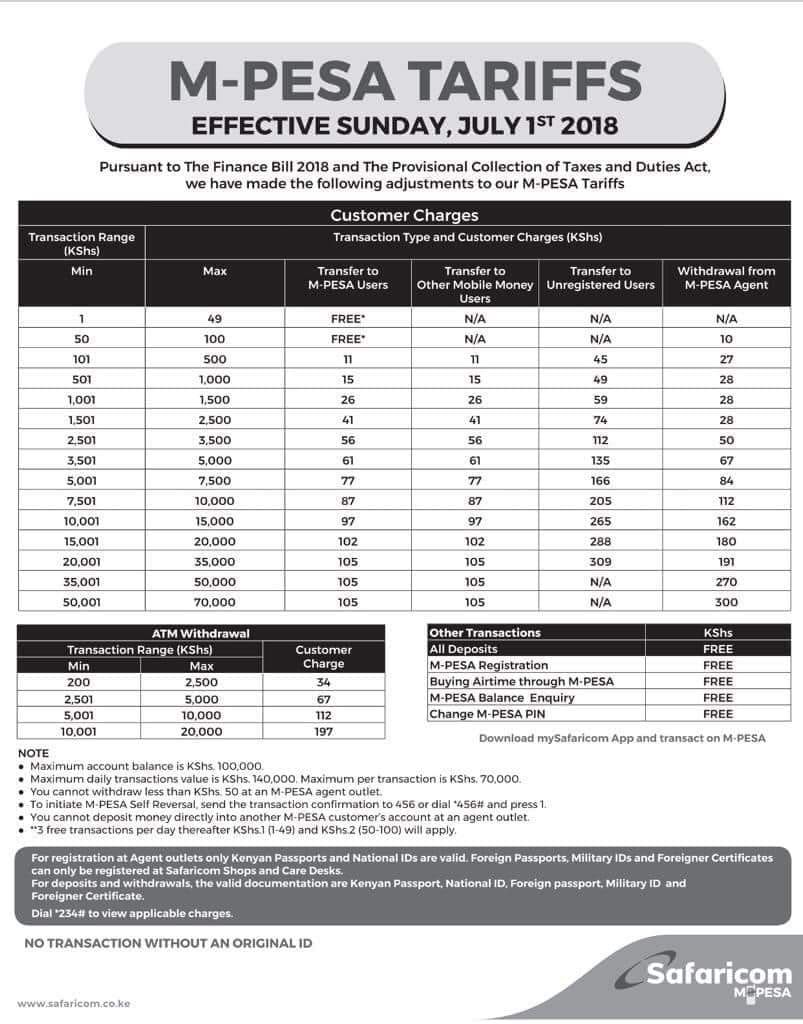 M-PESA TARIFFS
EFFECTIVE SUNDAY, JULY 1ST 2018
Pursuant to The Finance Bill 2018 and The Provisional Collection of Taxes and Duties Act,
we have made the following adjustments to our M-PESA Tariffs
Customer Charges
Transaction Range (KShs) Transaction Type and Customer Charges (KShs)
Min Max Transfer to M-PESA Users Transfer to Other Mobile Money Users Transfer to Unregistered Users Withdrawal from M-PESA Agent
1 49 FREE* N/A N/A N/A
50 100 FREE* N/A N/A 10
101 500 11 11 45 27
501 1,000 15 15 49 28
1,001 1,500 26 26 59 28
1,501 2,500 41 41 74 28
2,501 3,500 56 56 112 50
3,501 5,000 61 61 135 67
5,001 7,500 77 77 166 84
7,501 10,000 87 87 205 112
10,001 15,000 97 97 265 162
15,001 20,000 102 102 288 180
20,001 35,000 105 105 309 191
35,001 50,000 105 105 N/A 270
50,001 70,000 105 105 N/A 300
ATM Withdrawal
Transaction Range (KShs) Customer Charge
Min Max
200 2,500 34
2,501 5,000 67
5,001 10,000 112
10,001 20,000 197
Other Transactions KShs
All Deposits FREE
M-PESA Registration FREE
Buying Airtime through M-PESA FREE
M-PESA Balance Enquiry FREE
Change M-PESA PIN FREE
Download mySafaricom App and transact on M-PESA
NOTE
● Maximum account balance is KShs. 100,000.
● Maximum daily transactions value is KShs. 140,000. Maximum per transaction is KShs. 70,000.
● You cannot withdraw less than KShs. 50 at an M-PESA agent outlet.
● To initiate M-PESA Self Reversal, send the transaction confirmation to 456 or dial *456# and press 1.
● You cannot deposit money directly into another M-PESA customer's account at an agent outlet.
● **3 free transactions per day thereafter KShs.1 (1-49) and KShs.2 (50-100) will apply.
For registration at Agent outlets only Kenyan Passports and National IDs are valid. Foreign Passports, Military IDs and Foreigner Certificates
can only be registered at Safaricom Shops and Care Desks.
For deposits and withdrawals, the valid documentation are Kenyan Passport, National ID, Foreign passport, Military ID and
Foreigner Certificate.
Dial *234# to view applicable charges.
NO TRANSACTION WITHOUT AN ORIGINAL ID
Safaricom
M-PESA
www.safaricom.co.ke